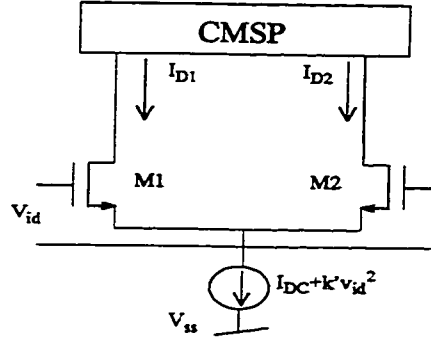 CMSP
I_D1 I_D2
M1 M2
V_id
I_DC+k'v_id^2
V_ss